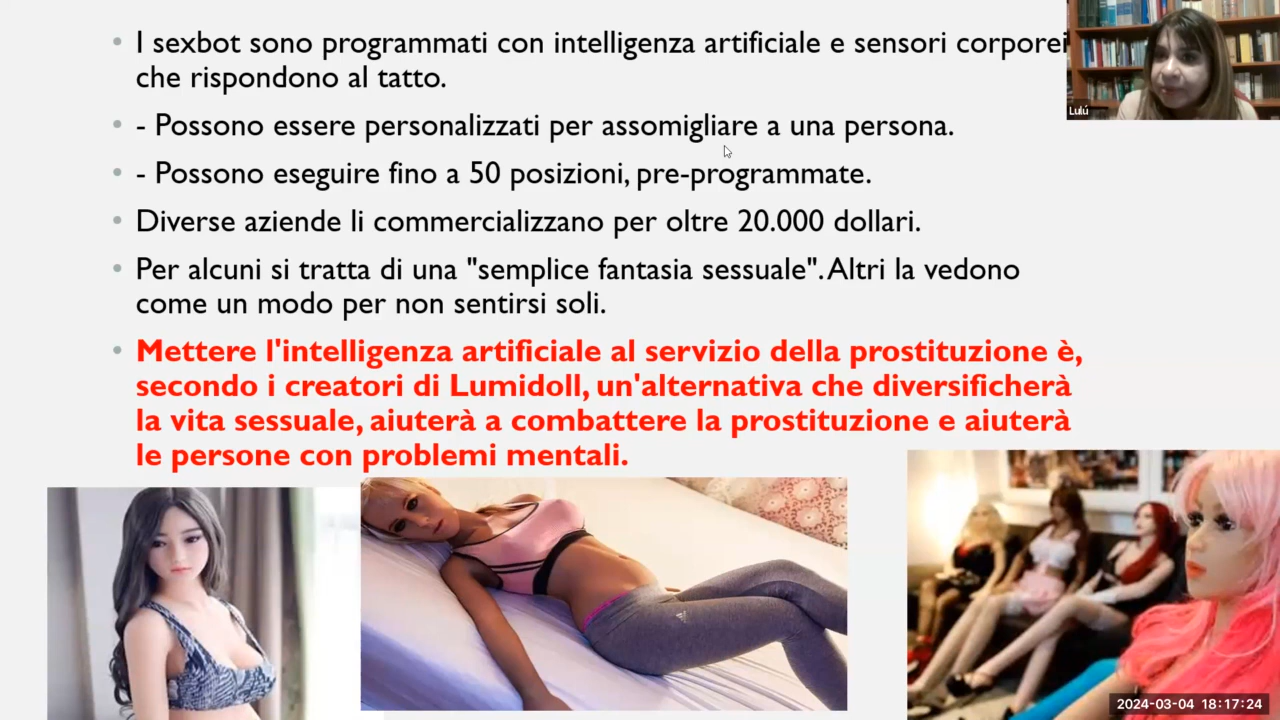 I sexbot sono programmati con intelligenza artificiale e sensori corporei
che rispondono al tatto.
- Possono essere personalizzati per assomigliare a una persona.
- Possono eseguire fino a 50 posizioni, pre-programmate.
Diverse aziende li commercializzano per oltre 20.000 dollari.
Per alcuni si tratta di una "semplice fantasia sessuale". Altri la vedono
come un modo per non sentirsi soli.
Mettere l'intelligenza artificiale al servizio della prostituzione è,
secondo i creatori di Lumidoll, un'alternativa che diversificherà
la vita sessuale, aiuterà a combattere la prostituzione e aiuterà
le persone con problemi mentali.
Lulú
2024-03-04 18:17:24